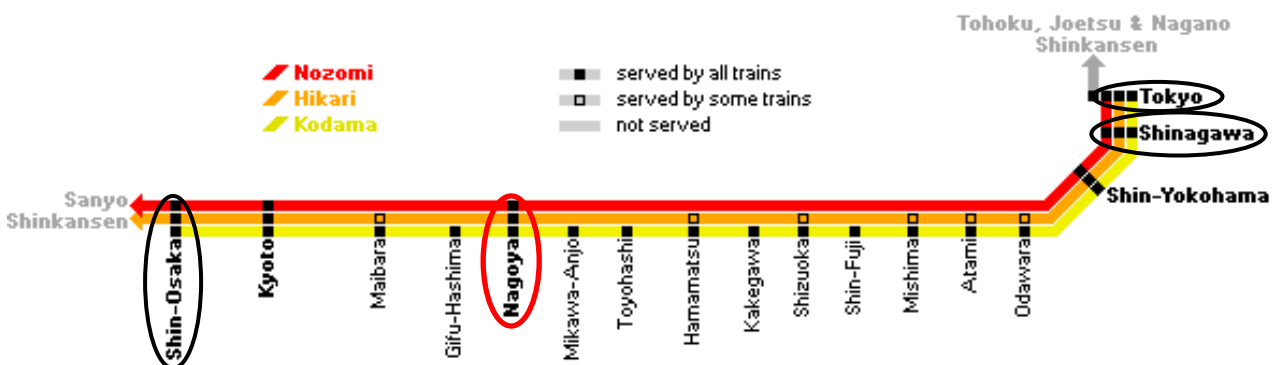 Tohoku, Joetsu & Nagano
Shinkansen
Nozomi
Hikari
Kodama
served by all trains
served by some trains
not served
Tokyo
Shinagawa
Shin-Yokohama
Sanyo
Shinkansen
Shin-Osaka
Kyoto
Maibara
Gifu-Hashima
Nagoya
Mikawa-Anjo
Toyohashi
Hamamatsu
Kakegawa
Shizuoka
Shin-Fuji
Mishima
Atami
Odawara